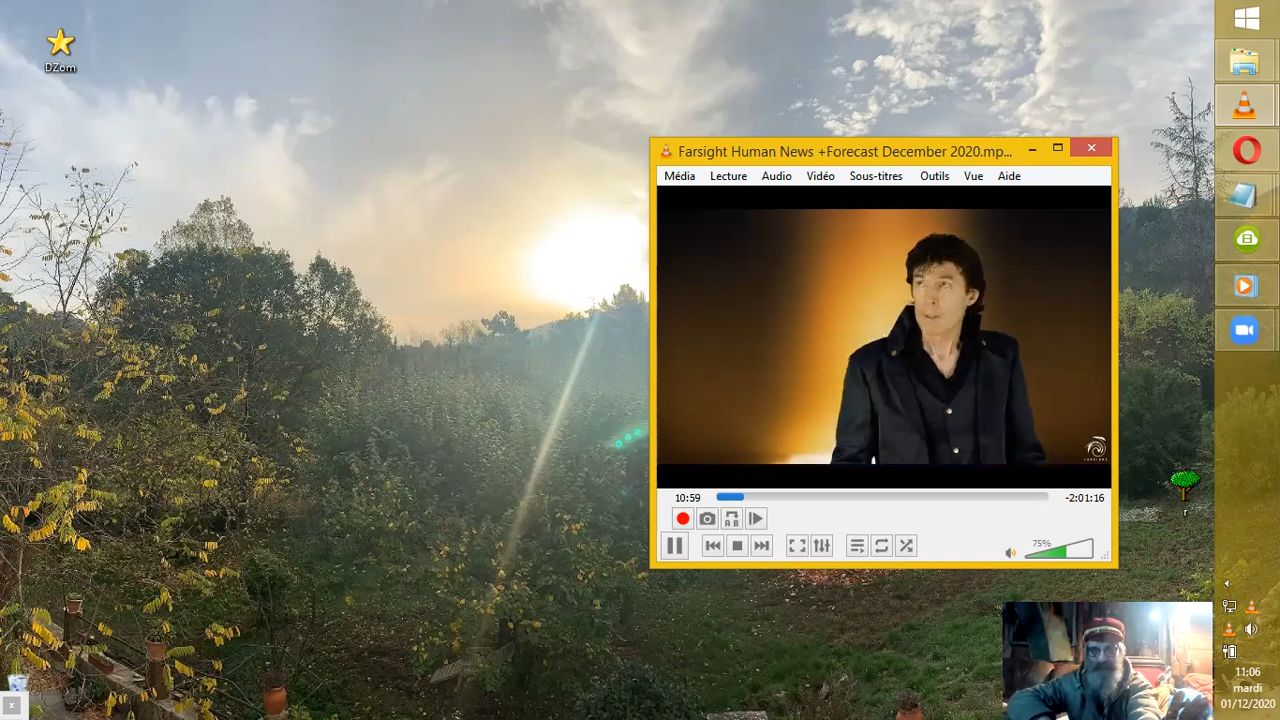 DZom
Farsight Human News +Forecast December 2020.mp...
Média Lecture Audio Vidéo Sous-titres Outils Vue Aide
FARSIGHT
10:59
-2:01:16
A B
75%
r
x
11:06
mardi
01/12/2020